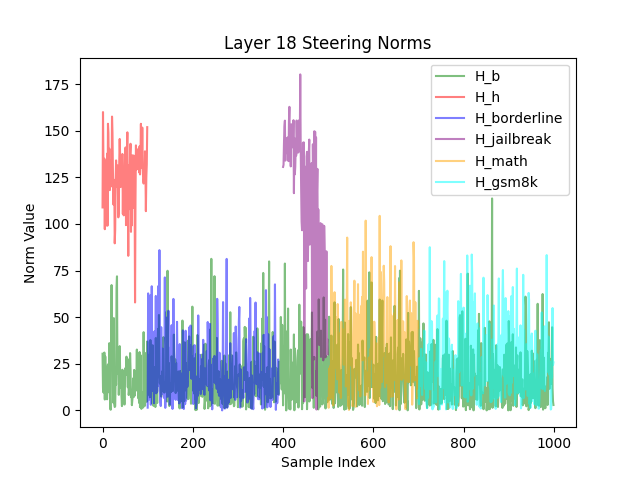 Layer 18 Steering Norms
Norm Value
175
150
125
100
75
50
25
0
0
200
400
600
800
1000
Sample Index
H_b
H_h
H_borderline
H_jailbreak
H_math
H_gsm8k